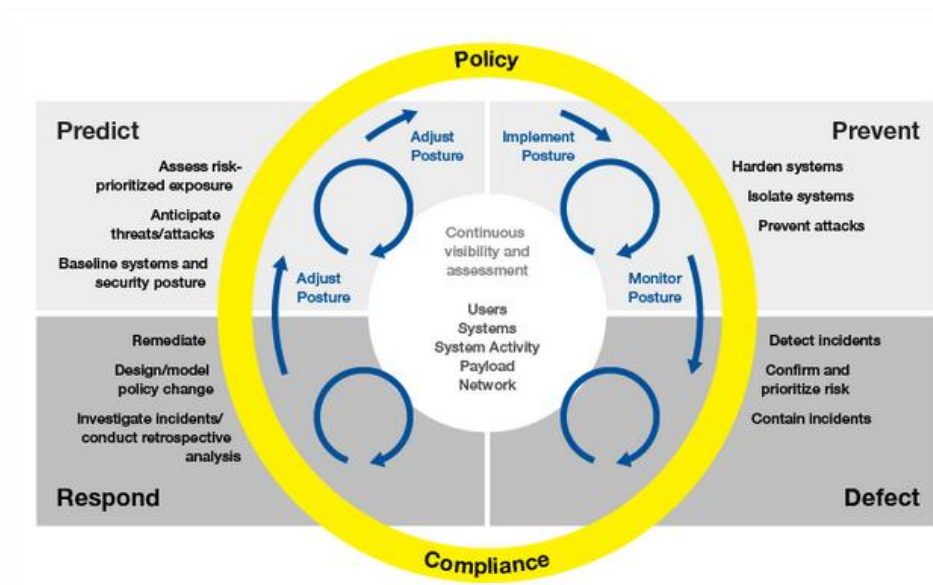 Policy
Predict
Assess risk-
prioritized exposure
Anticipate
threats/attacks
Baseline systems and
security posture
Adjust
Posture
Implement
Posture
Prevent
Harden systems
Isolate systems
Prevent attacks
Continuous
visibility and
assessment
Users
Systems
System Activity
Payload
Network
Adjust
Posture
Monitor
Posture
Remediate
Design/model
policy change
Investigate incidents/
conduct retrospective
analysis
Respond
Detect incidents
Confirm and
prioritize risk
Contain incidents
Defect
Compliance